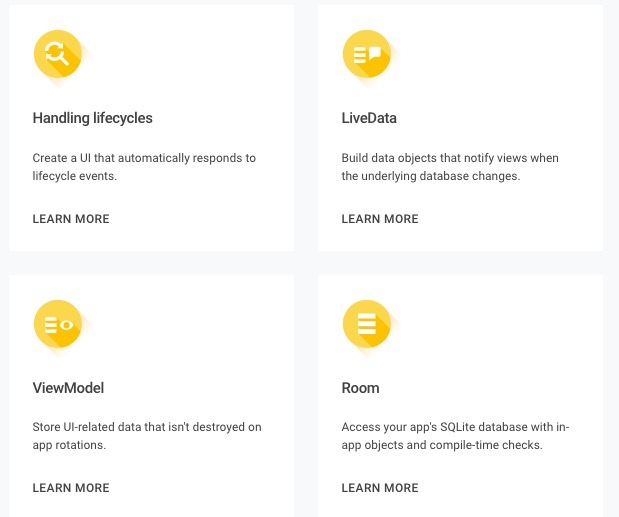 Handling lifecycles
Create a UI that automatically responds to
lifecycle events.
LEARN MORE
LiveData
Build data objects that notify views when
the underlying database changes.
LEARN MORE
ViewModel
Store UI-related data that isn't destroyed on
app rotations.
LEARN MORE
Room
Access your app's SQLite database with in-
app objects and compile-time checks.
LEARN MORE